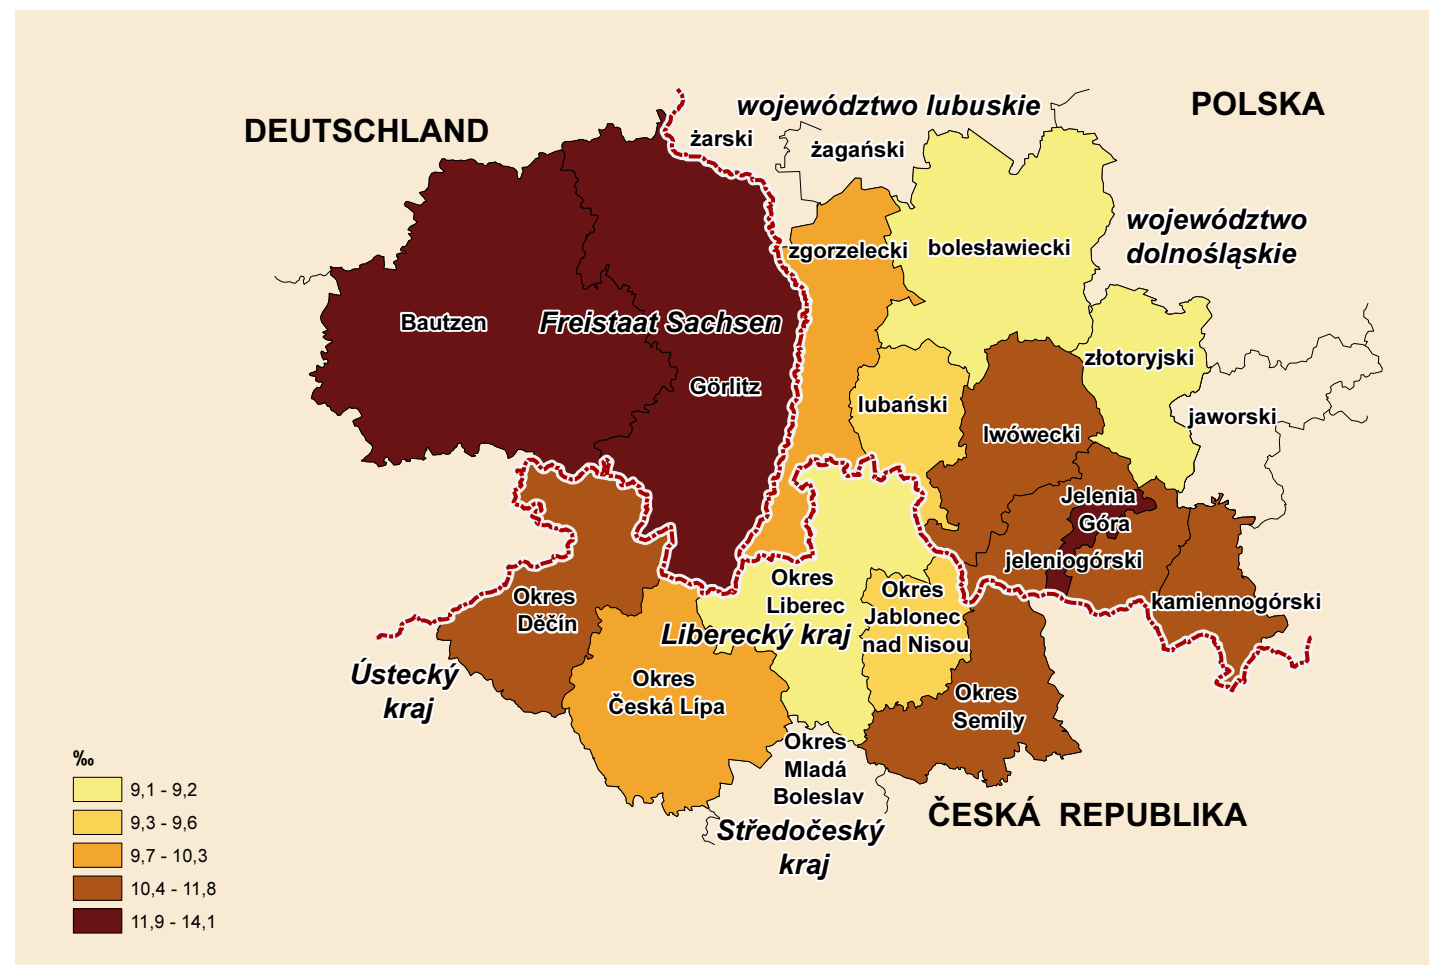 DEUTSCHLAND
województwo lubuskie
POLSKA
żarski
żagański
województwo
dolnośląskie
zgorzelecki
bolesławiecki
Bautzen
Freistaat Sachsen
złotoryjski
Görlitz
lubański
jaworski
lwówecki
Jelenia
Góra
jeleniogórski
kamiennogórski
Okres
Děčín
Okres
Liberec
Okres
Jablonec
nad Nisou
Liberecký kraj
Ústecký
kraj
Okres
Česká Lípa
Okres
Semily
Okres
Mladá
Boleslav
Středočeský
kraj
ČESKÁ REPUBLIKA
‰
9,1 - 9,2
9,3 - 9,6
9,7 - 10,3
10,4 - 11,8
11,9 - 14,1